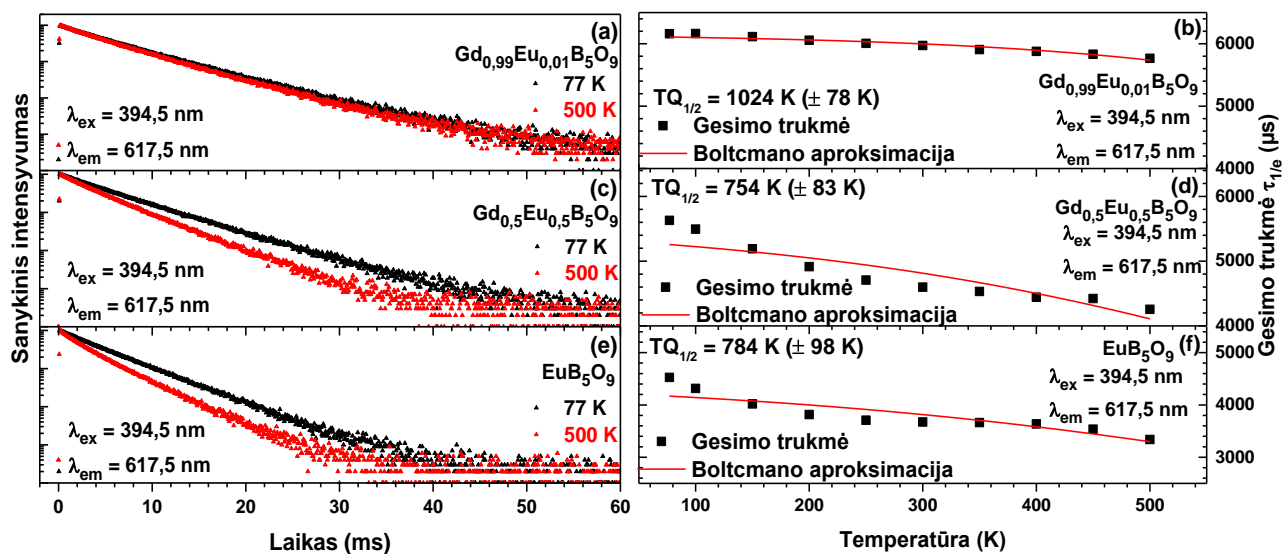 Sanykinis intensyvumas
(a)
Gd0,99Eu0,01B5O9
77 K
500 K
λex = 394,5 nm
λem = 617,5 nm
(c)
Gd0,5Eu0,5B5O9
77 K
500 K
λex = 394,5 nm
λem = 617,5 nm
(e)
EuB5O9
77 K
500 K
λex = 394,5 nm
λem = 617,5 nm
0 10 20 30 40 50 60
Laikas (ms)
(b)
Gd0,99Eu0,01B5O9
TQ1/2 = 1024 K (± 78 K)
λex = 394,5 nm
Gesimo trukmė
λem = 617,5 nm
Boltcmano aproksimacija
6000
5000
4000
TQ1/2 = 754 K (± 83 K)
(d)
Gd0,5Eu0,5B5O9
λex = 394,5 nm
λem = 617,5 nm
Gesimo trukmė
Boltcmano aproksimacija
6000
5000
4000
TQ1/2 = 784 K (± 98 K)
(f)
EuB5O9
λex = 394,5 nm
λem = 617,5 nm
Gesimo trukmė
Boltcmano aproksimacija
5000
4000
3000
100 200 300 400 500
Temperatūra (K)
Gesimo trukmė τ1/e (µs)